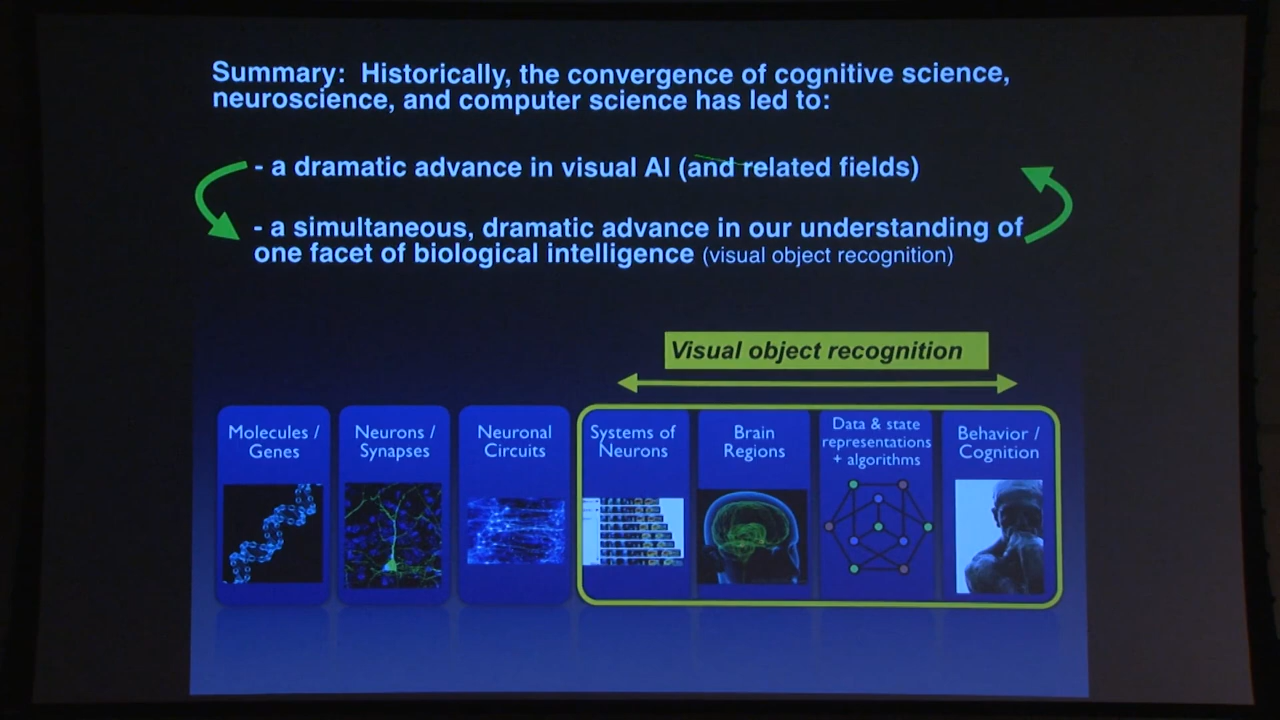 Summary: Historically, the convergence of cognitive science,
neuroscience, and computer science has led to:
- a dramatic advance in visual AI (and related fields)
- a simultaneous, dramatic advance in our understanding of
one facet of biological intelligence (visual object recognition)
Visual object recognition
Molecules /
Genes
Neurons /
Synapses
Neuronal
Circuits
Systems of
Neurons
Brain
Regions
Data & state
representations
+ algorithms
Behavior /
Cognition